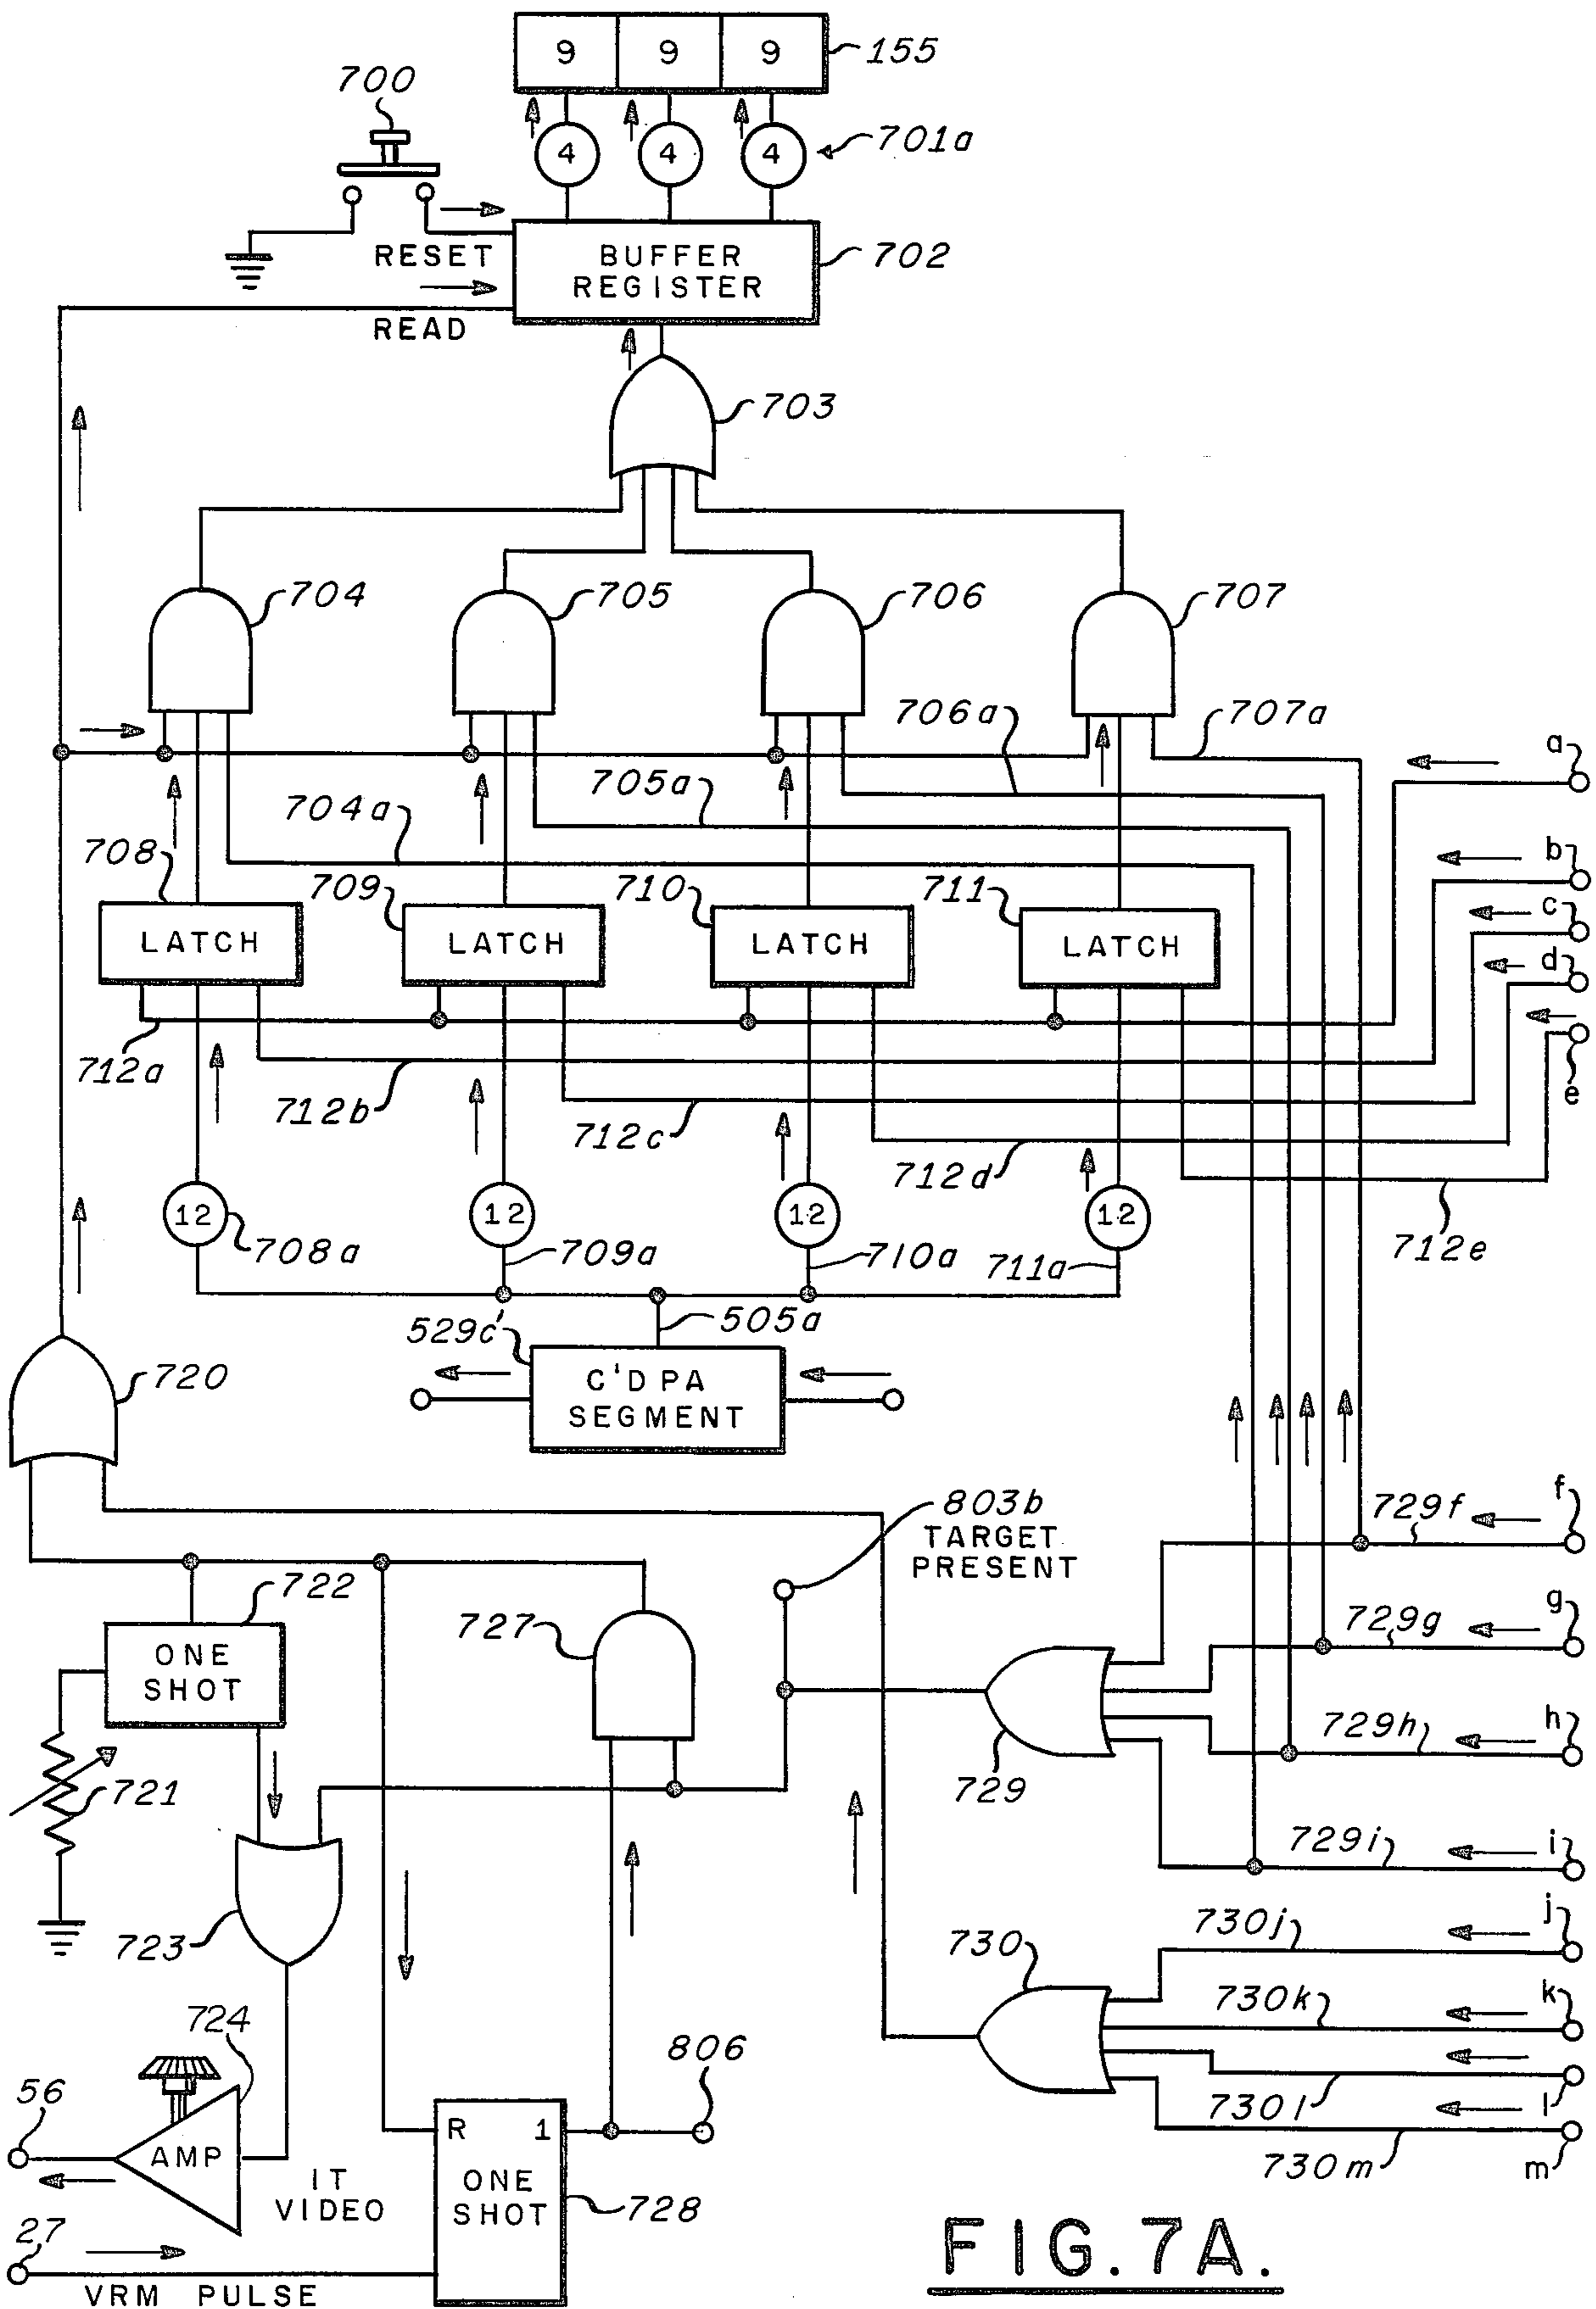 9 9 9 155
700
4 4 4 701a
RESET
BUFFER
REGISTER
702
READ
703
704 705 706 707
706a 707a
a
705a
704a
b
708 709 710 711
c
LATCH LATCH LATCH LATCH
d
712a
712b
712c
712d
e
12 12 12 12
708a 709a 710a 711a 712e
505a
529c'
C'D PA
SEGMENT
720
803b
TARGET
PRESENT
729f f
722
727
729g g
ONE
SHOT
729h h
729
721
729i i
723
730 730j j
730k k
724
806
730l l
56
AMP
R 1
730m m
IT
VIDEO
ONE
SHOT
728
27
VRM PULSE
FIG. 7A.